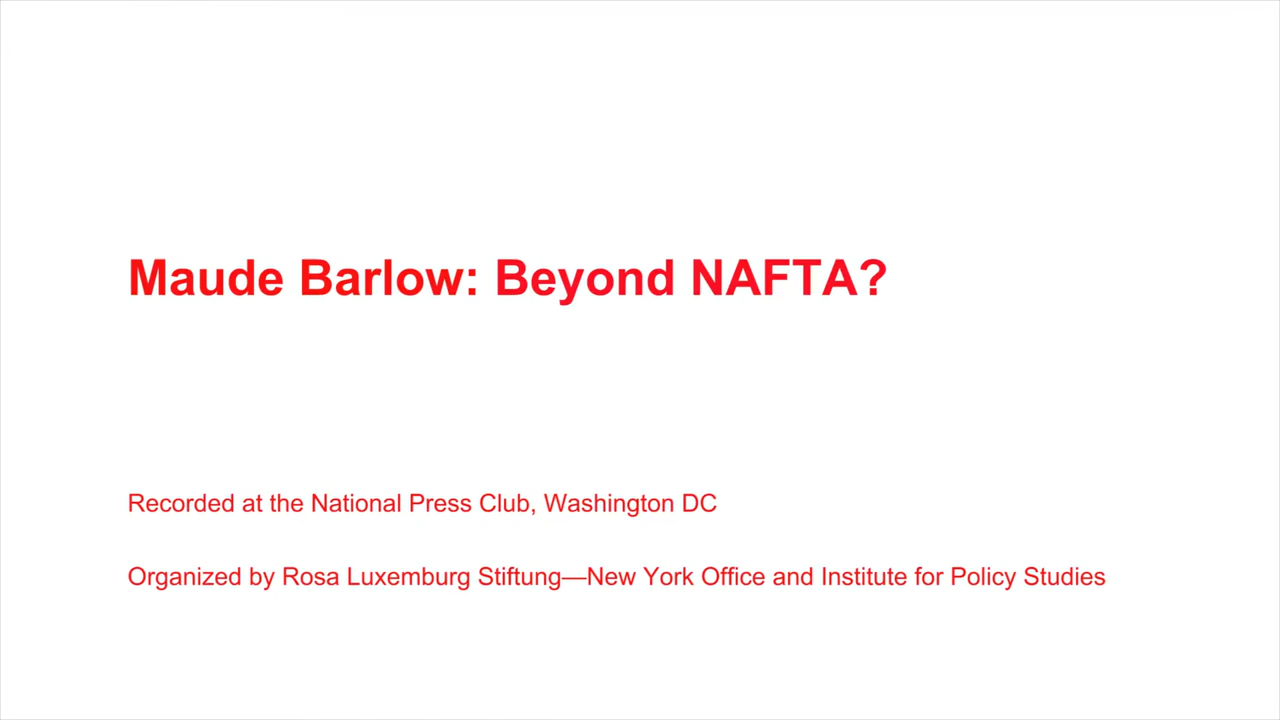 Maude Barlow: Beyond NAFTA?
Recorded at the National Press Club, Washington DC
Organized by Rosa Luxemburg Stiftung—New York Office and Institute for Policy Studies